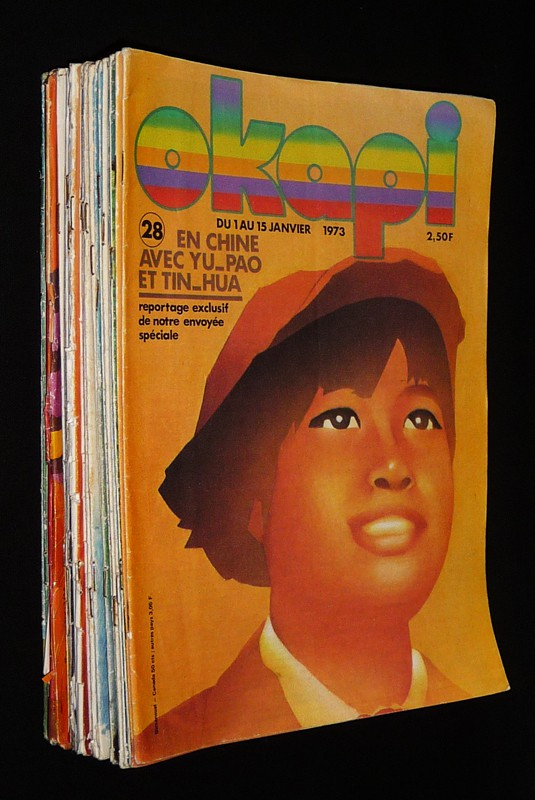 okapi
28
DU 1 AU 15 JANVIER 1973
2,50F
EN CHINE
AVEC YU_PAO
ET TIN_HUA
reportage exclusif
de notre envoyée
spéciale